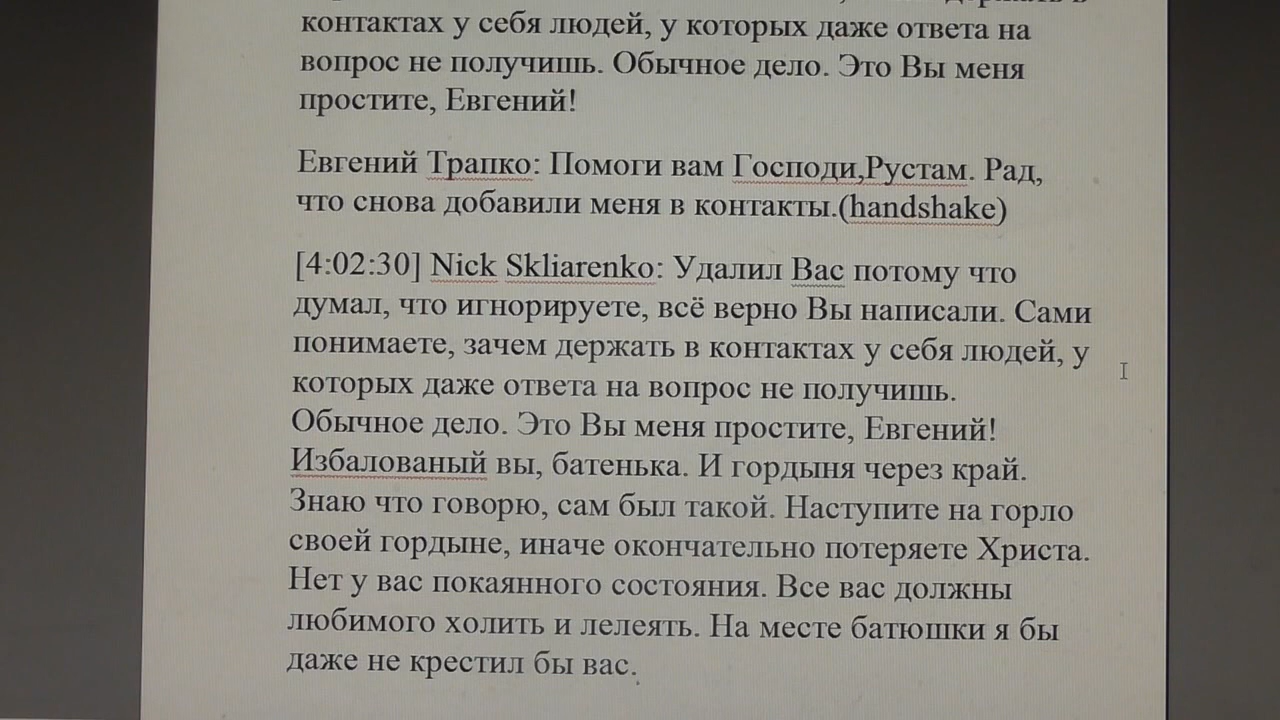 контактах у себя людей, у которых даже ответа на
вопрос не получишь. Обычное дело. Это Вы меня
простите, Евгений!
Евгений Трапко: Помоги вам Господи,Рустам. Рад,
что снова добавили меня в контакты.(handshake)
[4:02:30] Nick Skliarenko: Удалил Вас потому что
думал, что игнорируете, всё верно Вы написали. Сами
понимаете, зачем держать в контактах у себя людей, у
которых даже ответа на вопрос не получишь.
Обычное дело. Это Вы меня простите, Евгений!
Избалованый вы, батенька. И гордыня через край.
Знаю что говорю, сам был такой. Наступите на горло
своей гордыне, иначе окончательно потеряете Христа.
Нет у вас покаянного состояния. Все вас должны
любимого холить и лелеять. На месте батюшки я бы
даже не крестил бы вас.